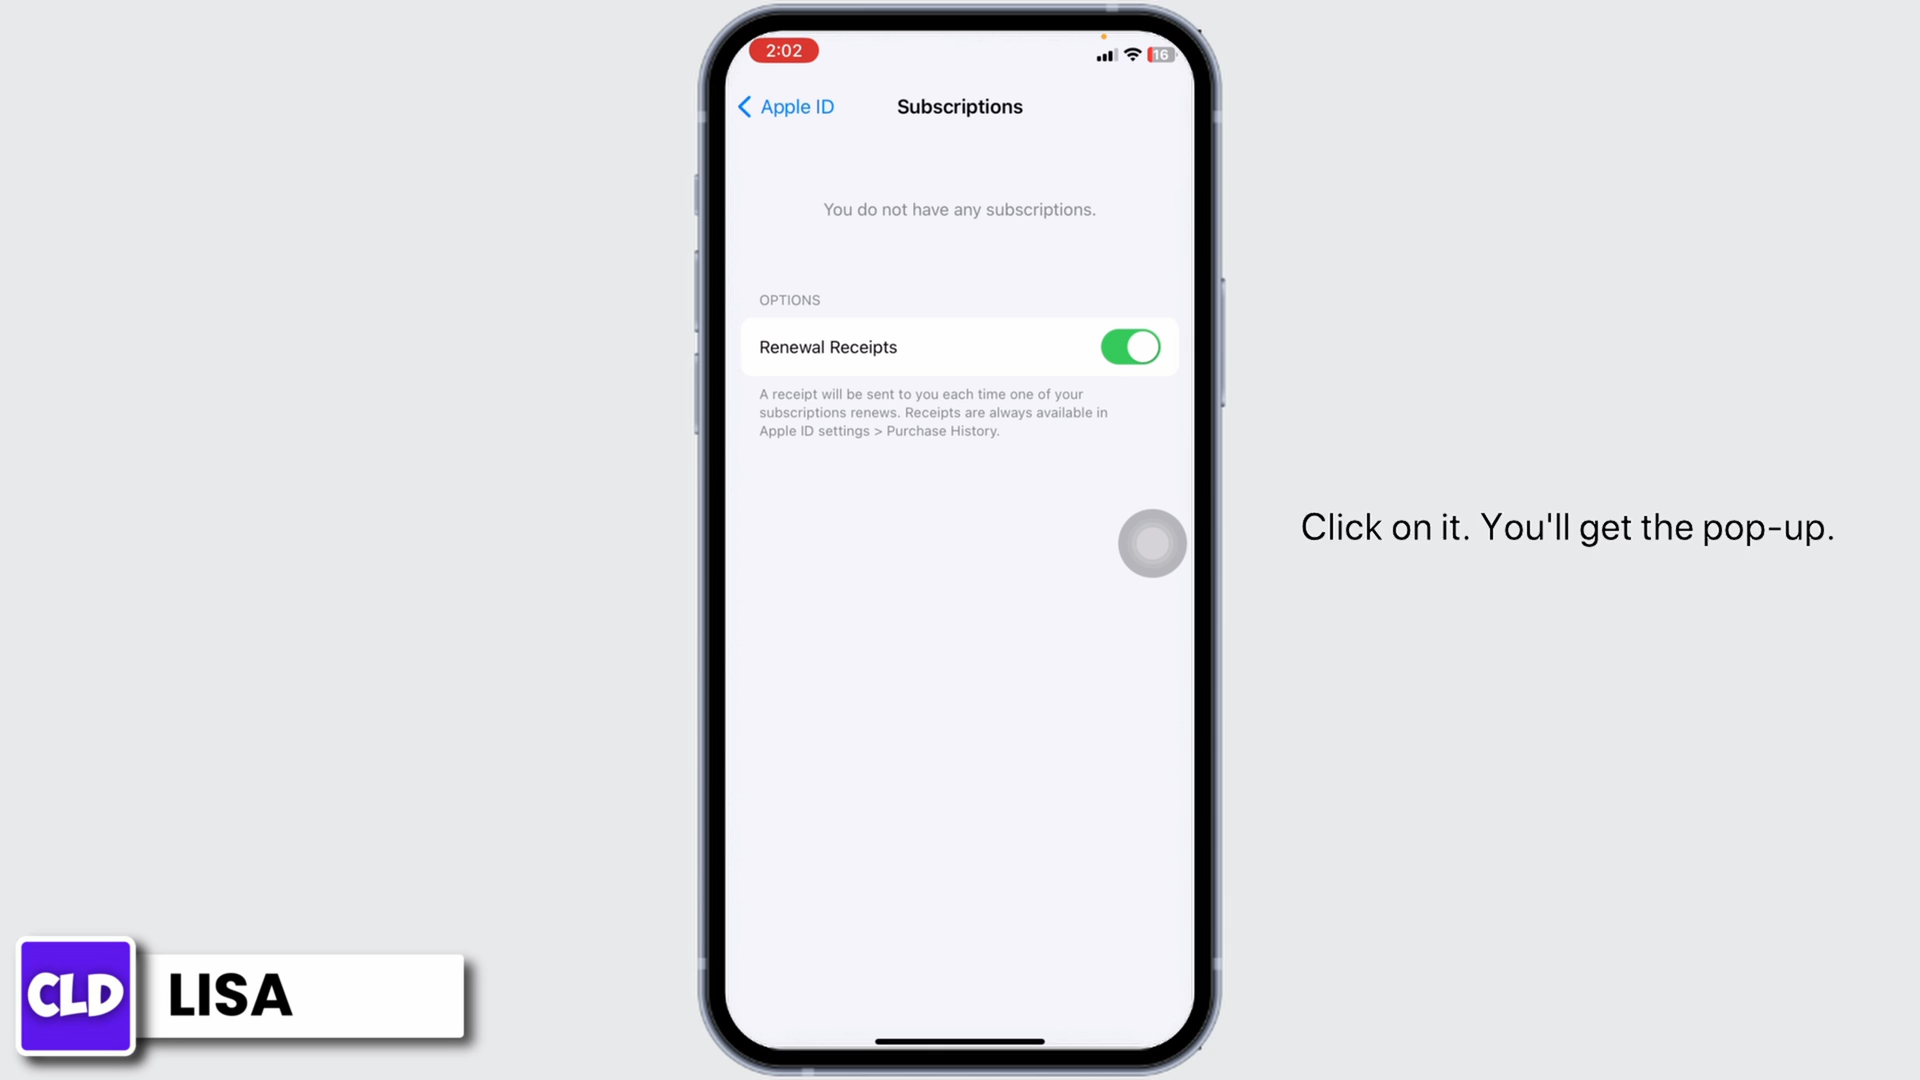 2:02
16
Apple ID
Subscriptions
You do not have any subscriptions.
OPTIONS
Renewal Receipts
A receipt will be sent to you each time one of your
subscriptions renews. Receipts are always available in
Apple ID settings > Purchase History.
Click on it. You'll get the pop-up.
CLD
LISA